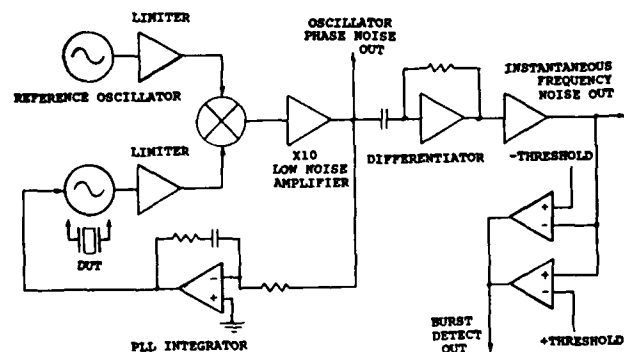 LIMITER
REFERENCE OSCILLATOR
OSCILLATOR
PHASE NOISE
OUT
INSTANTANEOUS
FREQUENCY
NOISE OUT
LIMITER
X10
LOW NOISE
AMPLIFIER
DIFFERENTIATOR
-THRESHOLD
DUT
+
-
-
+
+
-
PLL INTEGRATOR
BURST
DETECT
OUT
+THRESHOLD